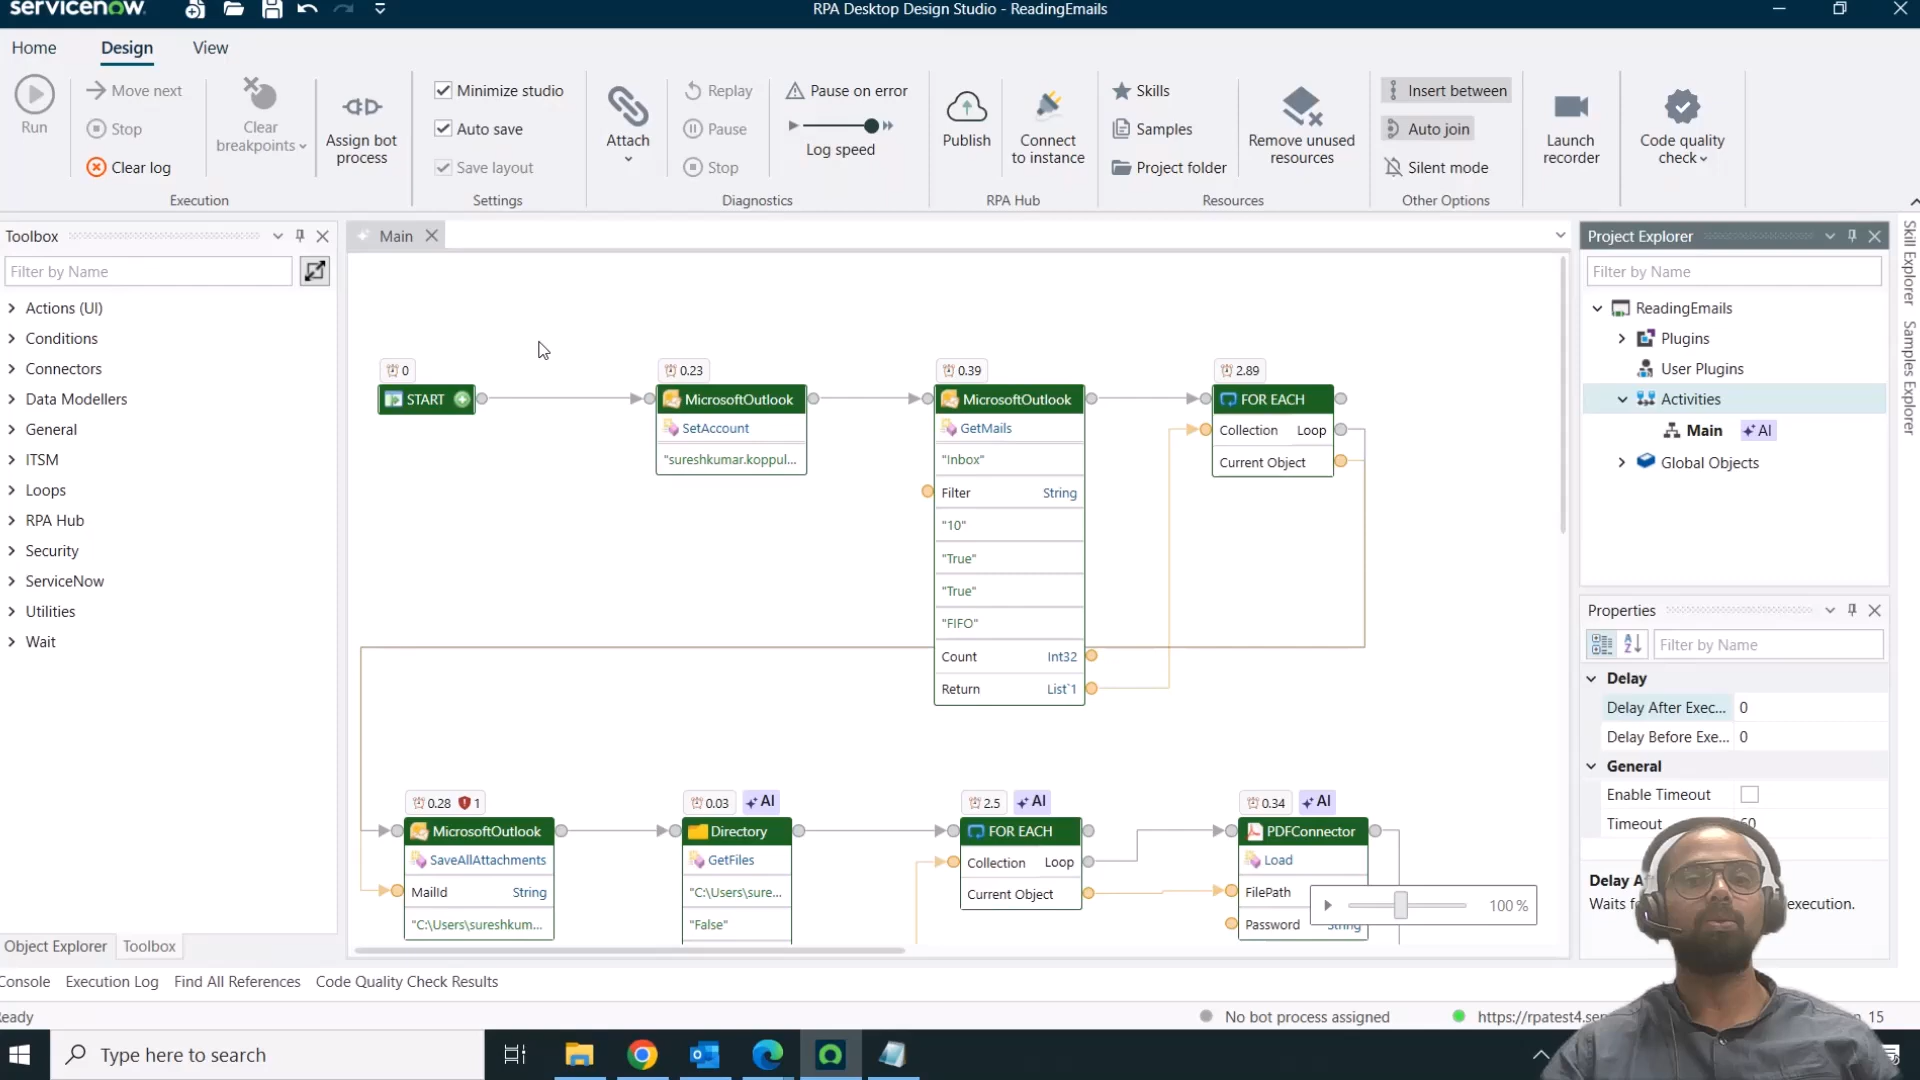 servicenow
RPA Desktop Design Studio - ReadingEmails
Home
Design
View
Run
Move next
Stop
Clear log
Clear
breakpoints
Assign bot
process
Execution
Minimize studio
Auto save
Save layout
Settings
Attach
Replay
Pause
Stop
Pause on error
Log speed
Diagnostics
Publish
Connect
to instance
RPA Hub
Skills
Samples
Project folder
Remove unused
resources
Resources
Insert between
Auto join
Silent mode
Other Options
Launch
recorder
Code quality
check
Toolbox
Filter by Name
Actions (UI)
Conditions
Connectors
Data Modellers
General
ITSM
Loops
RPA Hub
Security
ServiceNow
Utilities
Wait
Object Explorer
Toolbox
Main
0
START
0.23
MicrosoftOutlook
SetAccount
"sureshkumar.koppul...
0.39
MicrosoftOutlook
GetMails
"Inbox"
Filter String
"10"
"True"
"True"
"FIFO"
Count Int32
Return List`1
2.89
FOR EACH
Collection Loop
Current Object
0.28 1
MicrosoftOutlook
SaveAllAttachments
MailId String
"C:\Users\sureshkum...
0.03 AI
Directory
GetFiles
"C:\Users\sure...
"False"
2.5 AI
FOR EACH
Collection Loop
Current Object
0.34 AI
PDFConnector
Load
FilePath
Password String
100 %
Project Explorer
Filter by Name
ReadingEmails
Plugins
User Plugins
Activities
Main AI
Global Objects
Skill Explorer
Samples Explorer
Properties
Filter by Name
Delay
Delay After Exec... 0
Delay Before Exe... 0
General
Enable Timeout
Timeout 60
Delay A
Waits f
execution.
Console
Execution Log
Find All References
Code Quality Check Results
eady
No bot process assigned
https://rpatest4.ser
15
Type here to search